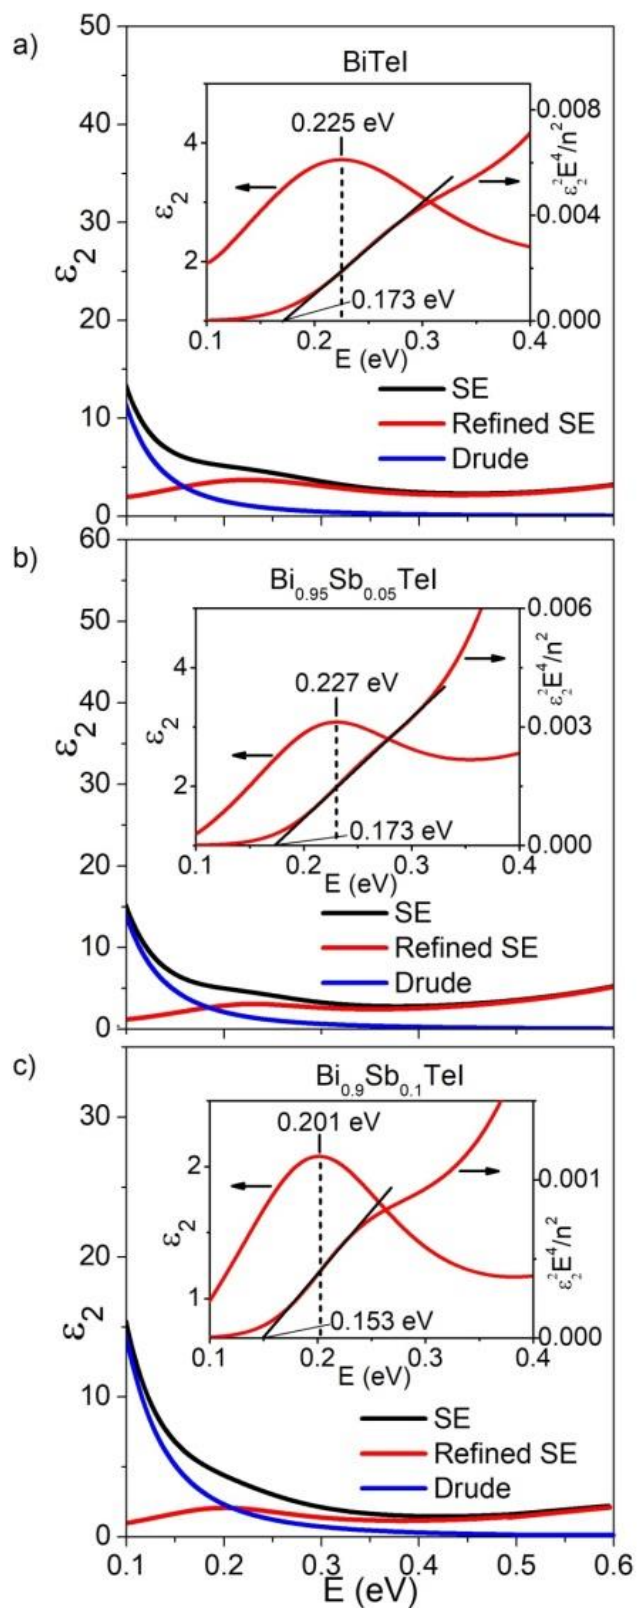 a)
50
40
30
20
10
0
ε₂
BiTeI
0.225 eV
0.173 eV
4
2
ε₂
0.008
0.004
0.000
ε₂²E⁴/n²
0.1 0.2 0.3 0.4
E (eV)
SE
Refined SE
Drude
b)
60
50
40
30
20
10
0
ε₂
Bi₀.₉₅Sb₀.₀₅TeI
0.227 eV
0.173 eV
4
2
ε₂
0.006
0.003
0.000
ε₂²E⁴/n²
0.1 0.2 0.3 0.4
E (eV)
SE
Refined SE
Drude
c)
30
20
10
0
ε₂
Bi₀.₉Sb₀.₁TeI
0.201 eV
0.153 eV
2
1
ε₂
0.001
0.000
ε₂²E⁴/n²
0.1 0.2 0.3 0.4
E (eV)
SE
Refined SE
Drude
0.1 0.2 0.3 0.4 0.5 0.6
E (eV)